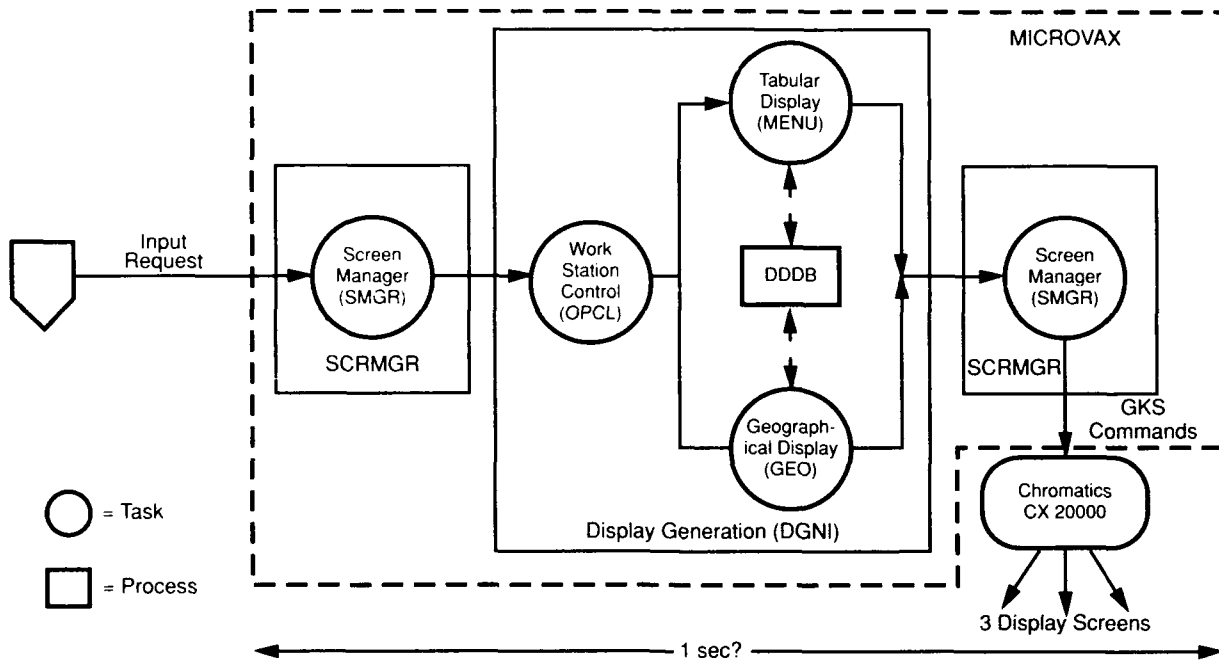 MICROVAX
Input
Request
Screen
Manager
(SMGR)
SCRMGR
Work
Station
Control
(OPCL)
Tabular
Display
(MENU)
DDDB
Geograph-
ical Display
(GEO)
Display Generation (DGNI)
Screen
Manager
(SMGR)
SCRMGR
GKS
Commands
Chromatics
CX 20000
3 Display Screens
= Task
= Process
1 sec?